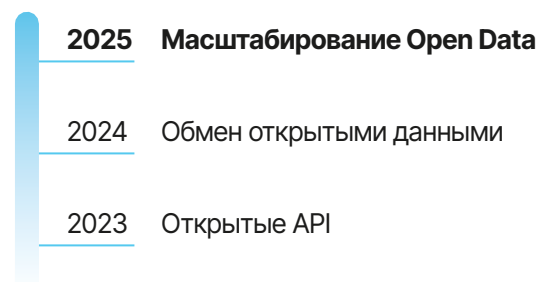 2025 Масштабирование Open Data
2024 Обмен открытыми данными
2023 Открытые API